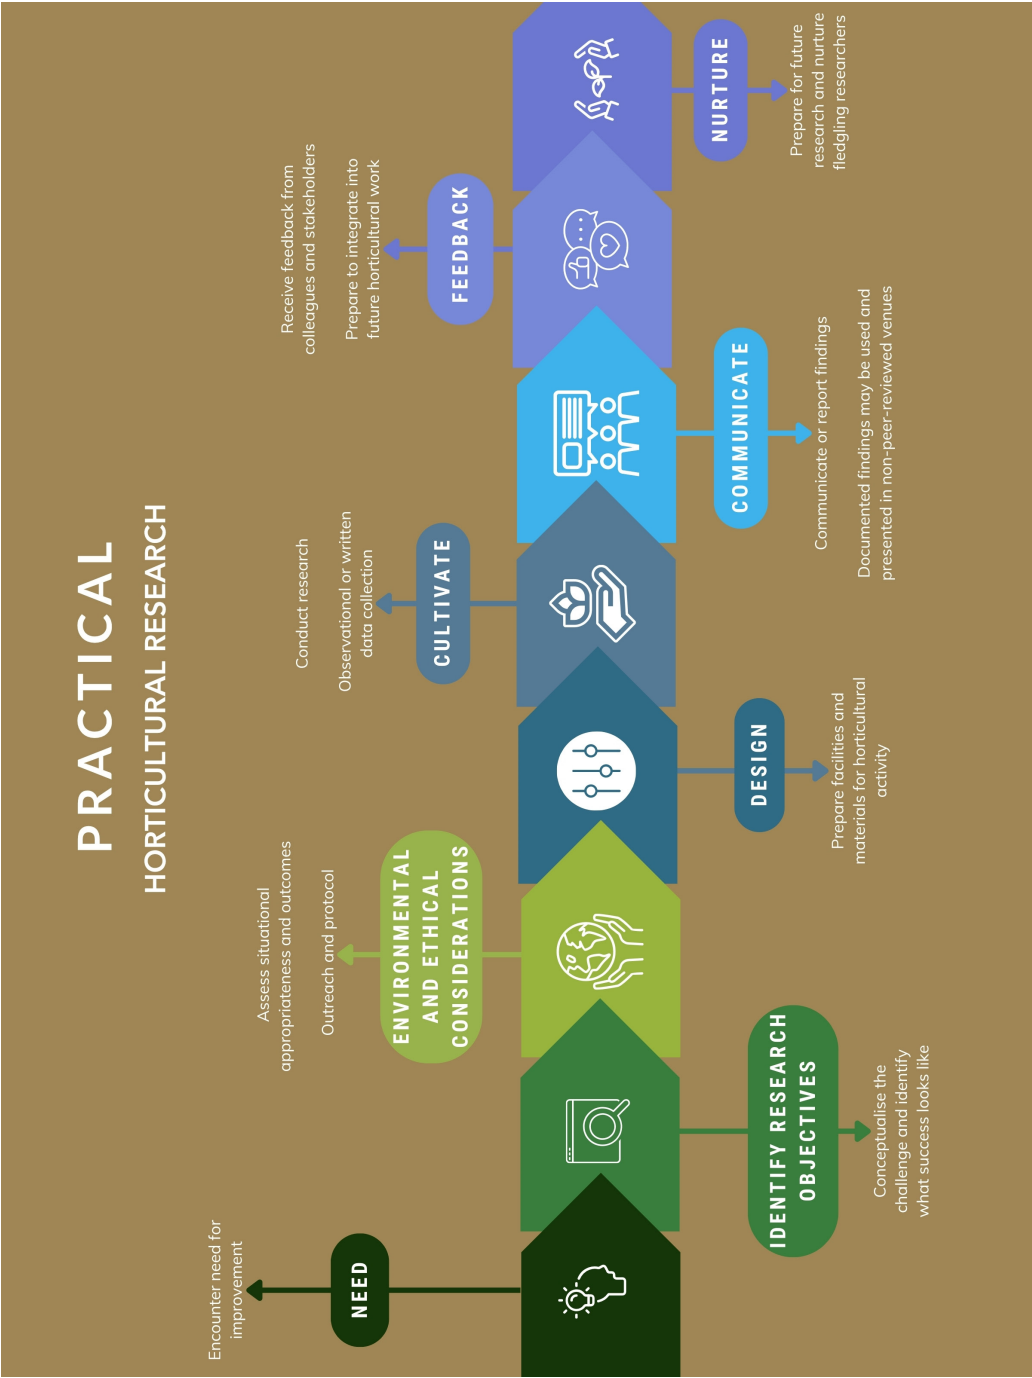 PRACTICAL
HORTICULTURAL RESEARCH
Encounter need for
improvement
NEED
IDENTIFY RESEARCH
OBJECTIVES
Conceptualise the
challenge and identify
what success looks like
Assess situational
appropriateness and outcomes
Outreach and protocol
ENVIRONMENTAL
AND ETHICAL
CONSIDERATIONS
DESIGN
Prepare facilities and
materials for horticultural
activity
Conduct research
Observational or written
data collection
CULTIVATE
COMMUNICATE
Communicate or report findings
Documented findings may be used and
presented in non-peer-reviewed venues
Receive feedback from
colleagues and stakeholders
Prepare to integrate into
future horticultural work
FEEDBACK
NURTURE
Prepare for future
research and nurture
fledgling researchers